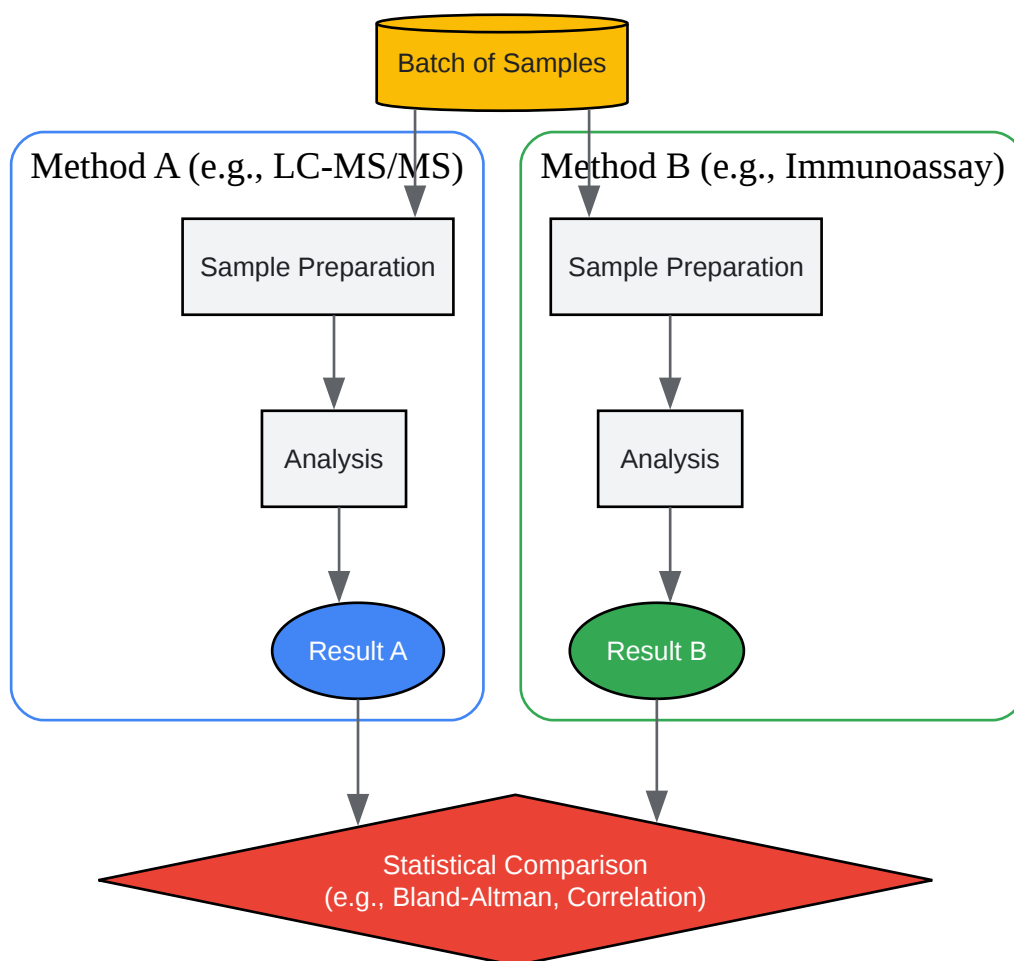 Batch of Samples
Method A (e.g., LC-MS/MS)
Method B (e.g., Immunoassay)
Sample Preparation
Sample Preparation
Analysis
Analysis
Result A
Result B
Statistical Comparison
(e.g., Bland-Altman, Correlation)